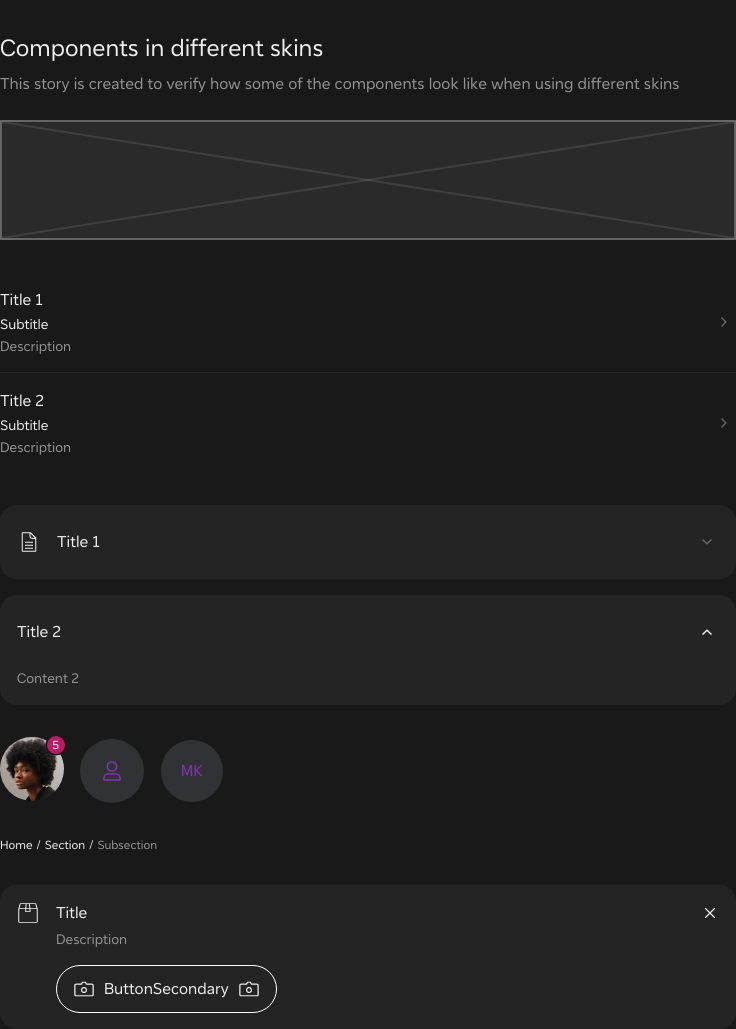 Components in different skins
This story is created to verify how some of the components look like when using different skins
Title 1
Subtitle
Description
Title 2
Subtitle
Description
Title 1
Title 2
Content 2
5
MK
Home / Section / Subsection
Title
Description
ButtonSecondary